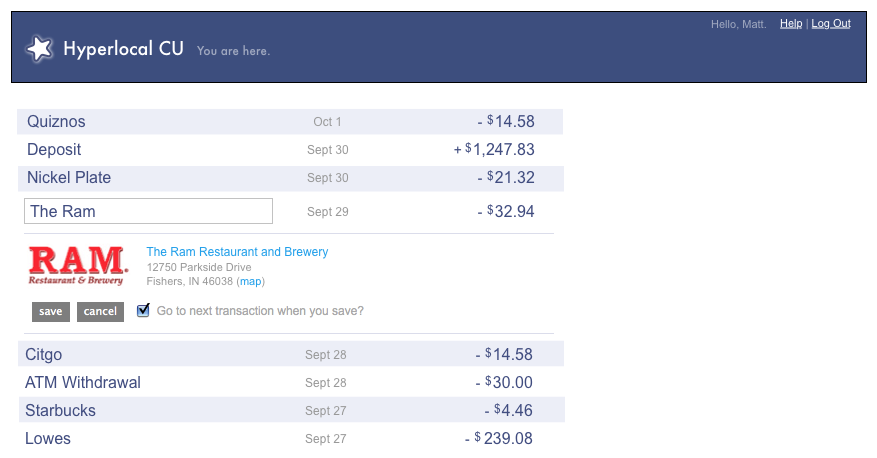 Hello, Matt. Help | Log Out
Hyperlocal CU You are here.
Quiznos Oct 1 - $14.58
Deposit Sept 30 + $1,247.83
Nickel Plate Sept 30 - $21.32
The Ram Sept 29 - $32.94
RAM.
Restaurant & Brewery
The Ram Restaurant and Brewery
12750 Parkside Drive
Fishers, IN 46038 (map)
save cancel Go to next transaction when you save?
Citgo Sept 28 - $14.58
ATM Withdrawal Sept 28 - $30.00
Starbucks Sept 27 - $4.46
Lowes Sept 27 - $ 239.08